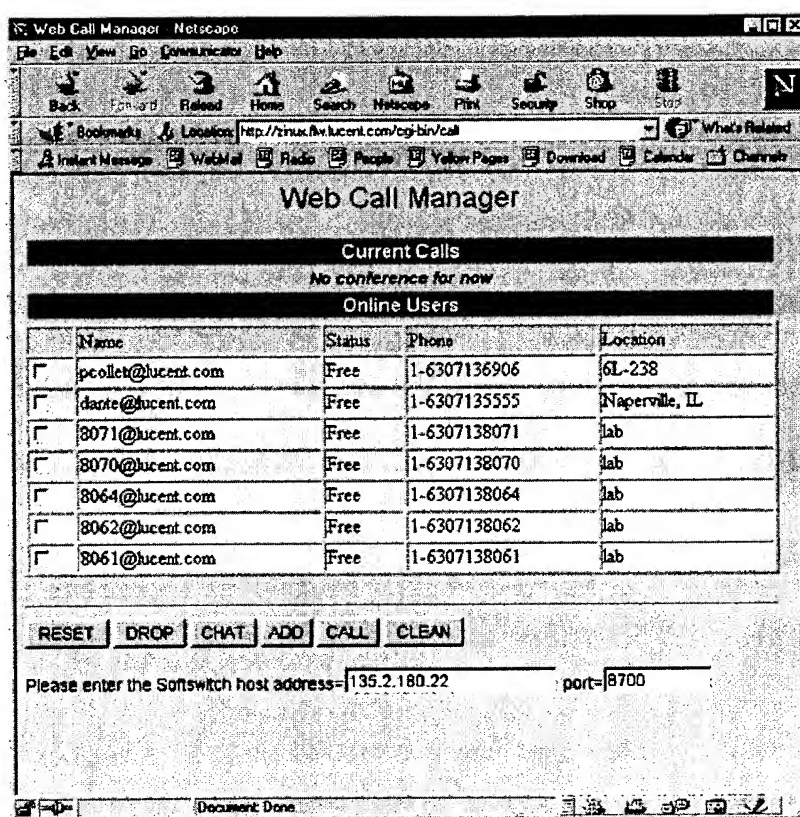 Web Call Manager - Netscape
File Edit View Go Communicator Help
Back Forward Reload Home Search Netscape Print Security Shop Stop
Bookmarks Location: http://zinux.flw.lucent.com/cgi-bin/call What's Related
Instant Message WebMail Radio People Yellow Pages Download Calendar Channels
Web Call Manager
Current Calls
No conference for now
Online Users
Name Status Phone Location
pcollet@lucent.com Free 1-6307136906 6L-238
dante@lucent.com Free 1-6307135555 Naperville, IL
8071@lucent.com Free 1-6307138071 lab
8070@lucent.com Free 1-6307138070 lab
8064@lucent.com Free 1-6307138064 lab
8062@lucent.com Free 1-6307138062 lab
8061@lucent.com Free 1-6307138061 lab
RESET DROP CHAT ADD CALL CLEAN
Please enter the Softswitch host address= 135.2.180.22 port= 8700
Document: Done